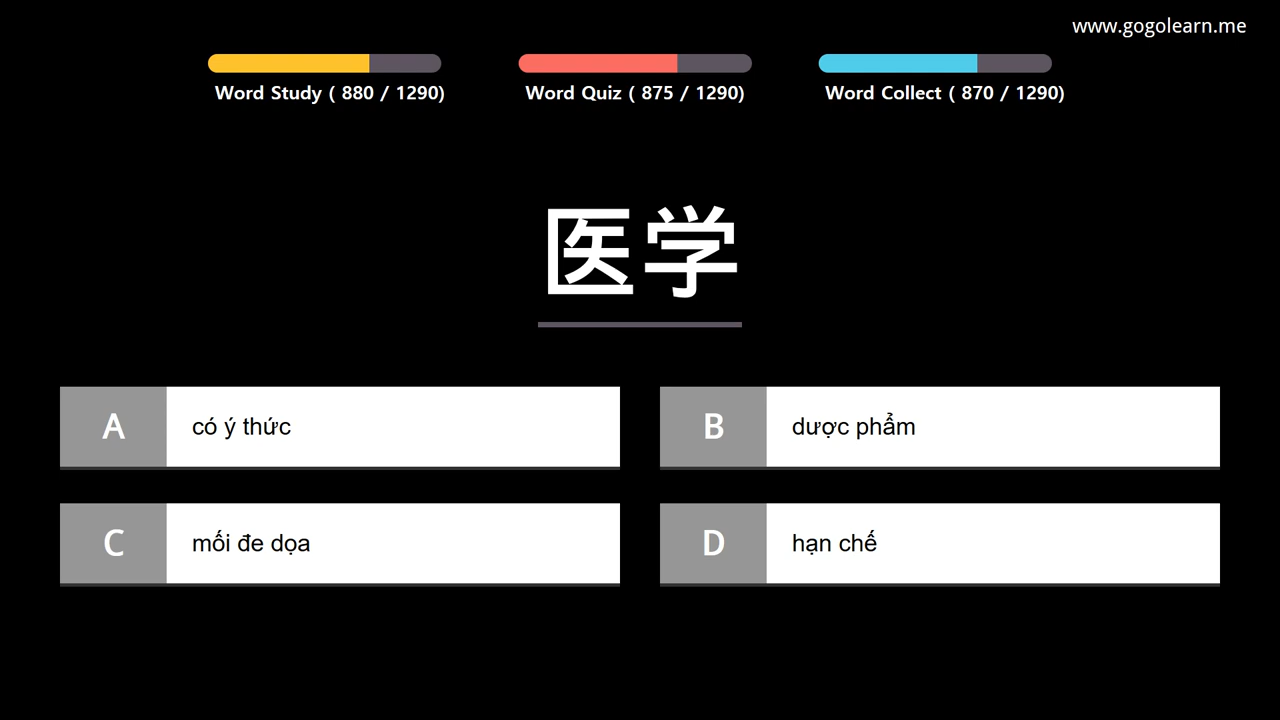 www.gogolearn.me
Word Study ( 880 / 1290)
Word Quiz ( 875 / 1290)
Word Collect ( 870 / 1290)
医学
A
có ý thức
B
dược phẩm
C
mối đe dọa
D
hạn chế